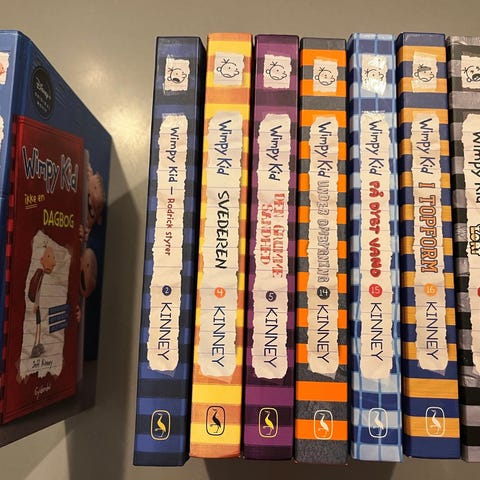 Wimpy Kid
ikke en
DAGBOG
Jeff Kinney
Gyldendal
Wimpy Kid — Rodrick styrer 2 KINNEY
Wimpy Kid SVEDEREN 4 KINNEY
Wimpy Kid DEN GRUMME SANDHED 5 KINNEY
Wimpy Kid UNDER OPBYGNING 14 KINNEY
Wimpy Kid PÅ DYBT VAND 15 KINNEY
Wimpy Kid I TOPFORM 16 KINNEY
Wimpy Kid